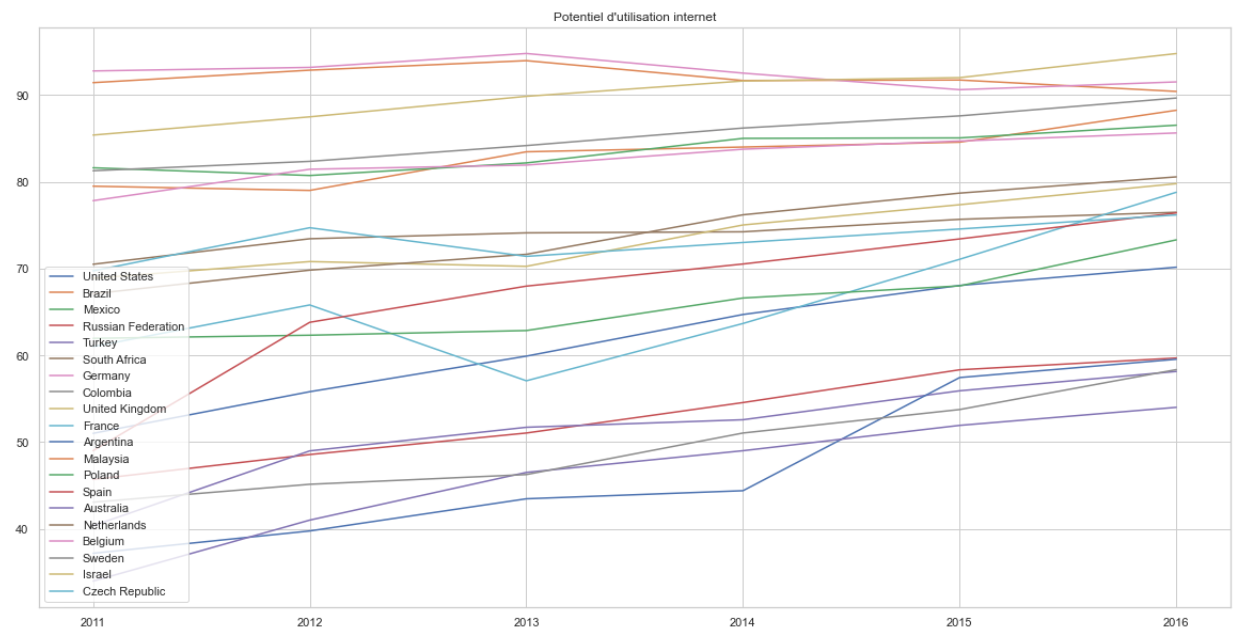 Potentiel d'utilisation internet
90
80
70
60
50
40
United States
Brazil
Mexico
Russian Federation
Turkey
South Africa
Germany
Colombia
United Kingdom
France
Argentina
Malaysia
Poland
Spain
Australia
Netherlands
Belgium
Sweden
Israel
Czech Republic
2011 2012 2013 2014 2015 2016